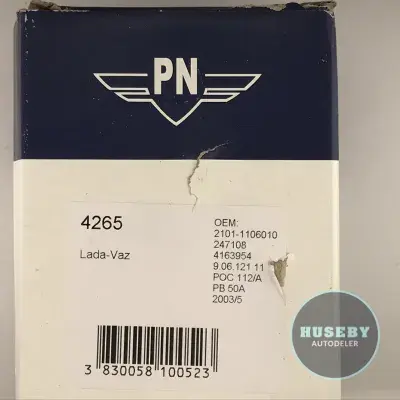 PN
4265
Lada-Vaz
OEM:
2101-1106010
247108
4163954
9.06.121 11
POC 112/A
PB 50A
2003/5
3 830058 100523
HUSEBY
AUTODELER